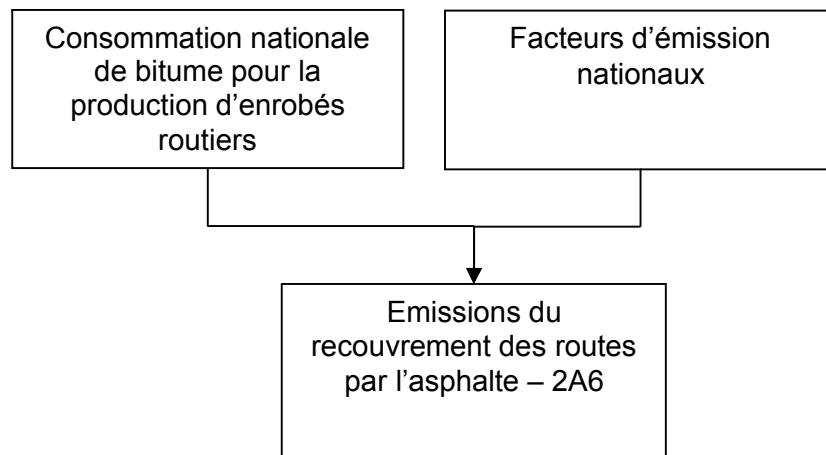 Consommation nationale
de bitume pour la
production d’enrobés
routiers
Facteurs d’émission
nationaux
Emissions du
recouvrement des routes
par l’asphalte – 2A6